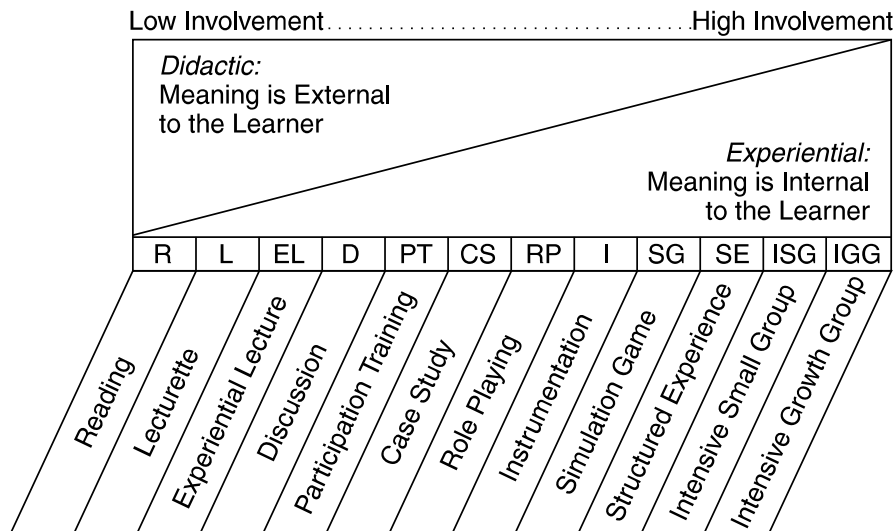 Low Involvement.......................................High Involvement
Didactic:
Meaning is External
to the Learner
Experiential:
Meaning is Internal
to the Learner
R L EL D PT CS RP I SG SE ISG IGG
Reading
Lecturette
Experiential Lecture
Discussion
Participation Training
Case Study
Role Playing
Instrumentation
Simulation Game
Structured Experience
Intensive Small Group
Intensive Growth Group